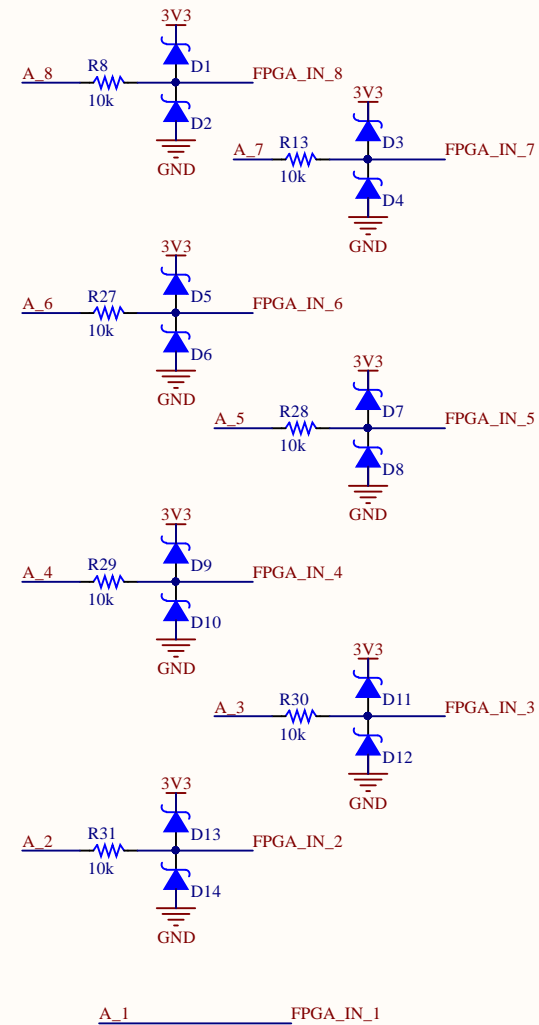 3V3
A_8
R8
10k
D1
D2
FPGA_IN_8
GND
3V3
A_7
R13
10k
D3
D4
FPGA_IN_7
GND
3V3
A_6
R27
10k
D5
D6
FPGA_IN_6
GND
3V3
A_5
R28
10k
D7
D8
FPGA_IN_5
GND
3V3
A_4
R29
10k
D9
D10
FPGA_IN_4
GND
3V3
A_3
R30
10k
D11
D12
FPGA_IN_3
GND
3V3
A_2
R31
10k
D13
D14
FPGA_IN_2
GND
A_1
FPGA_IN_1